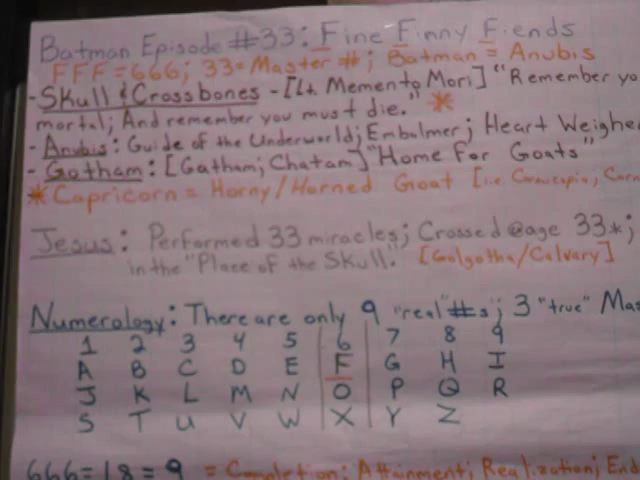 Batman Episode #33: Fine Finny Fiends
FFF=666; 33=Master #; Batman = Anubis
-Skull & Crossbones - [Lt. Memento Mori] "Remember yo
mortal; And remember you must die." *
-Anubis: Guide of the Underworld; Embalmer; Heart Weighe
-Gotham: [Gatham; Chatam] "Home For Goats"
*Capricorn = Horny/Horned Goat [i.e Cornucopia; Corn
Jesus: Performed 33 miracles; Crossed @age 33*;
in the "Place of the Skull." [Golgotha/Calvary]
Numerology: There are only 9 "real" #s; 3 "true" Mas
1 2 3 4 5 6 7 8 9
A B C D E F G H I
J K L M N O P Q R
S T U V W X Y Z
666=18=9 = Completion; Attainment; Realization; End